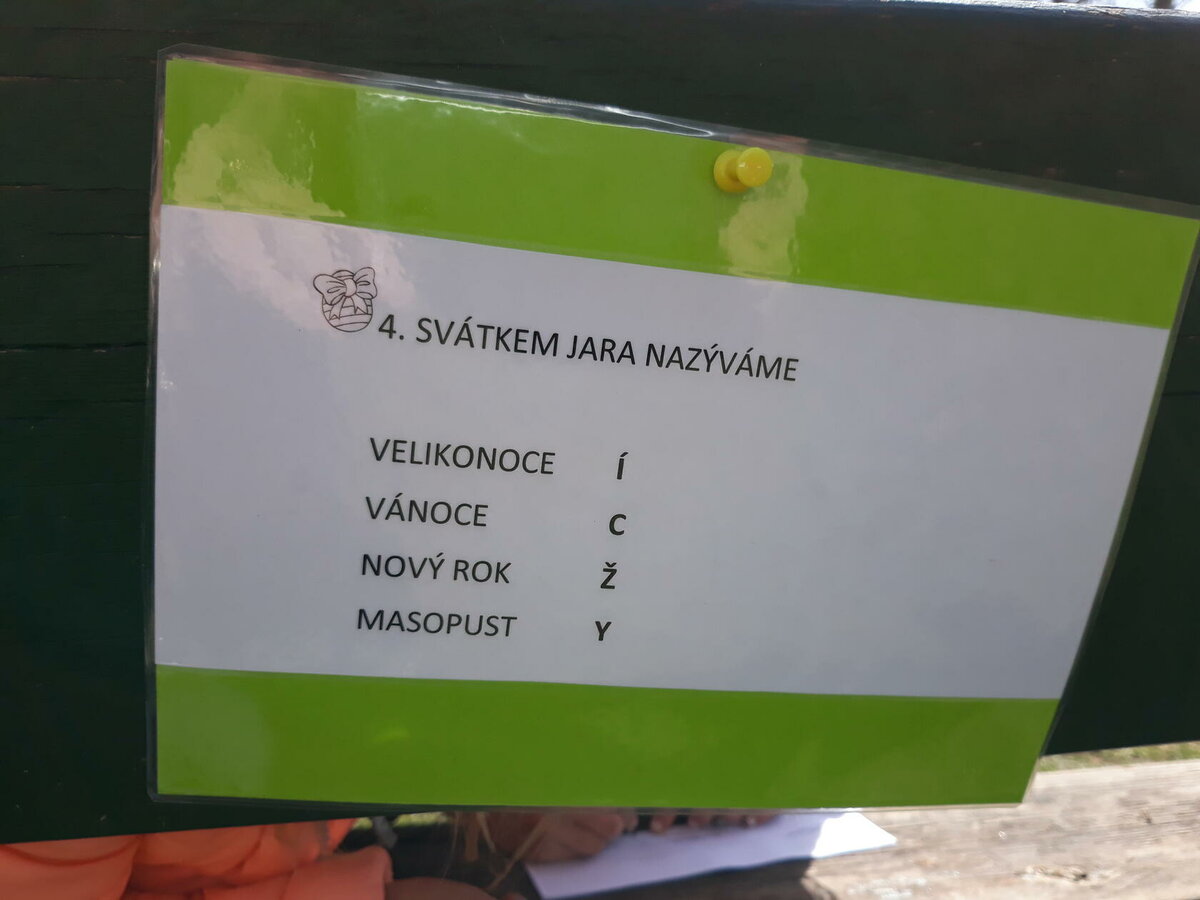 4. SVÁTKEM JARA NAZÝVÁME
VELIKONOCE Í
VÁNOCE C
NOVÝ ROK Ž
MASOPUST Y